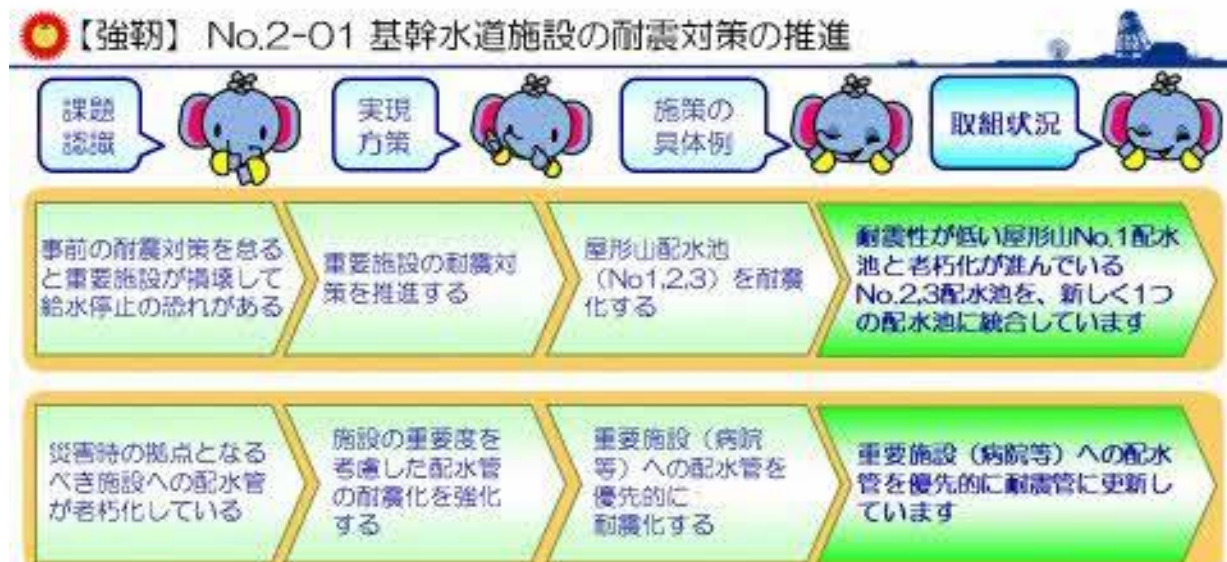 【強靭】 No.2-01 基幹水道施設の耐震対策の推進
課題
認識
実現
方策
施策の
具体例
取組状況
事前の耐震対策を怠る
と重要施設が損壊して
給水停止の恐れがある
重要施設の耐震対
策を推進する
屋形山配水池
（No1,2,3）を耐震
化する
耐震性が低い屋形山No.1配水
池と老朽化が進んでいる
No.2,3配水池を、新しく1つ
の配水池に統合しています
災害時の拠点となる
べき施設への配水管
が老朽化している
施設の重要度を
考慮した配水管
の耐震化を強化
する
重要施設（病院
等）への配水管を
優先的に
耐震化する
重要施設（病院等）への配水
管を優先的に耐震管に更新し
ています